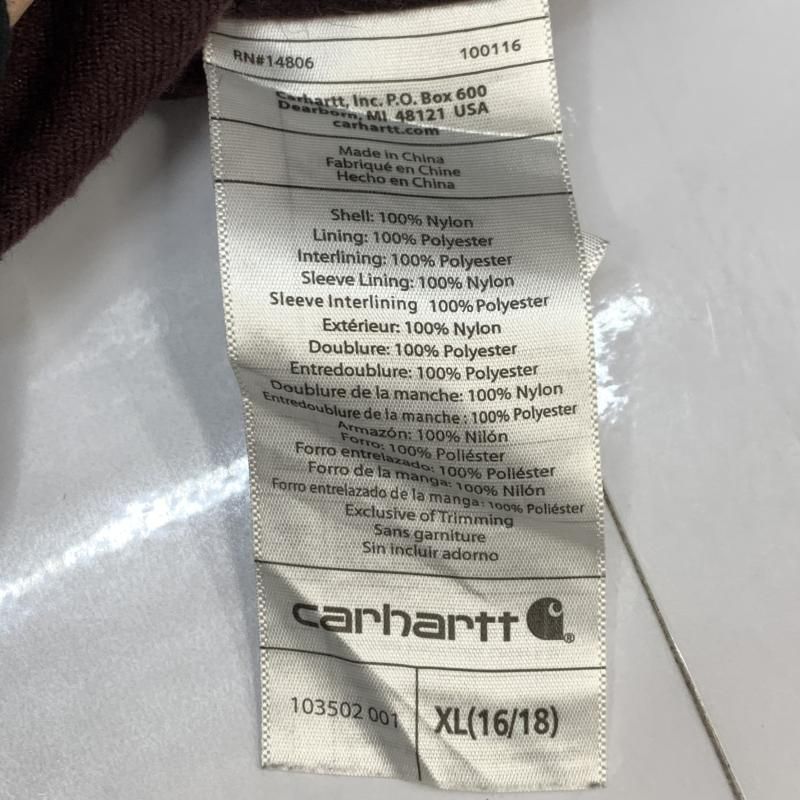 RN#14806 100116
Carhartt, Inc. P.O. Box 600
Dearborn, MI 48121 USA
carhartt.com
Made in China
Fabriqué en Chine
Hecho en China
Shell: 100% Nylon
Lining: 100% Polyester
Interlining: 100% Polyester
Sleeve Lining: 100% Nylon
Sleeve Interlining 100% Polyester
Extérieur: 100% Nylon
Doublure: 100% Polyester
Entredoublure: 100% Polyester
Doublure de la manche: 100% Nylon
Entredoublure de la manche : 100% Polyester
Armazón: 100% Nilón
Forro: 100% Poliéster
Forro entrelazado: 100% Poliéster
Forro de la manga: 100% Nilón
Forro entrelazado de la manga: 100% Poliéster
Exclusive of Trimming
Sans garniture
Sin incluir adorno
carhartt ®
103502 001 XL(16/18)